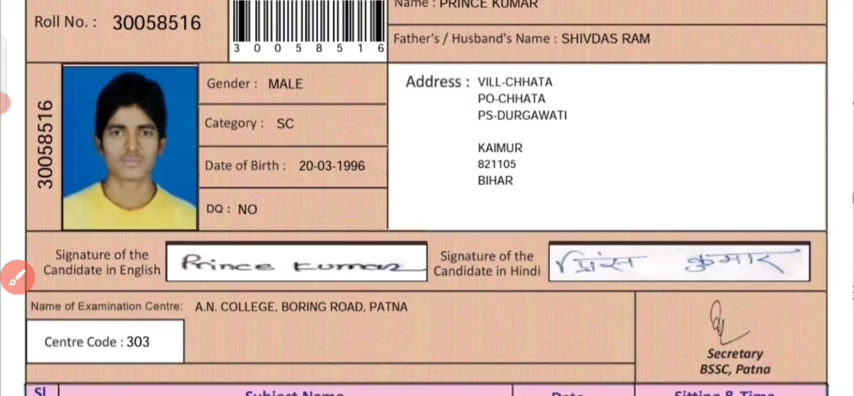 Name : PRINCE KUMAR
Roll No. : 30058516
3 0 0 5 8 5 1 6
Father's / Husband's Name : SHIVDAS RAM
30058516
Gender : MALE
Category : SC
Date of Birth : 20-03-1996
DQ : NO
Address : VILL-CHHATA
PO-CHHATA
PS-DURGAWATI
KAIMUR
821105
BIHAR
Signature of the
Candidate in English
Prince Kumar
Signature of the
Candidate in Hindi
प्रिंस कुमार
Name of Examination Centre: A.N. COLLEGE, BORING ROAD, PATNA
Centre Code : 303
Secretary
BSSC, Patna
Sl. Subject Name Date Sitting & Time